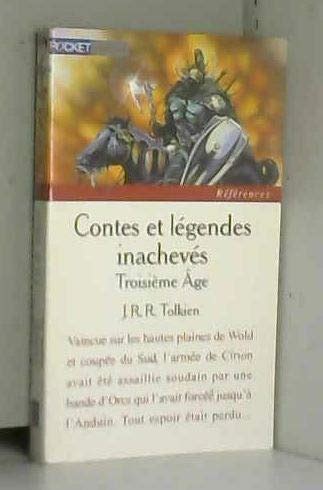 POCKET
Références
Contes et légendes
inachevés
Troisième Âge
J.R.R. Tolkien
Vaincue sur les hautes plaines de Wold
et coupée du Sud, l'armée de Cirion
avait été assaillie soudain par une
bande d'Orcs qui l'avait forcée jusqu'à
l'Anduin. Tout espoir était perdu...